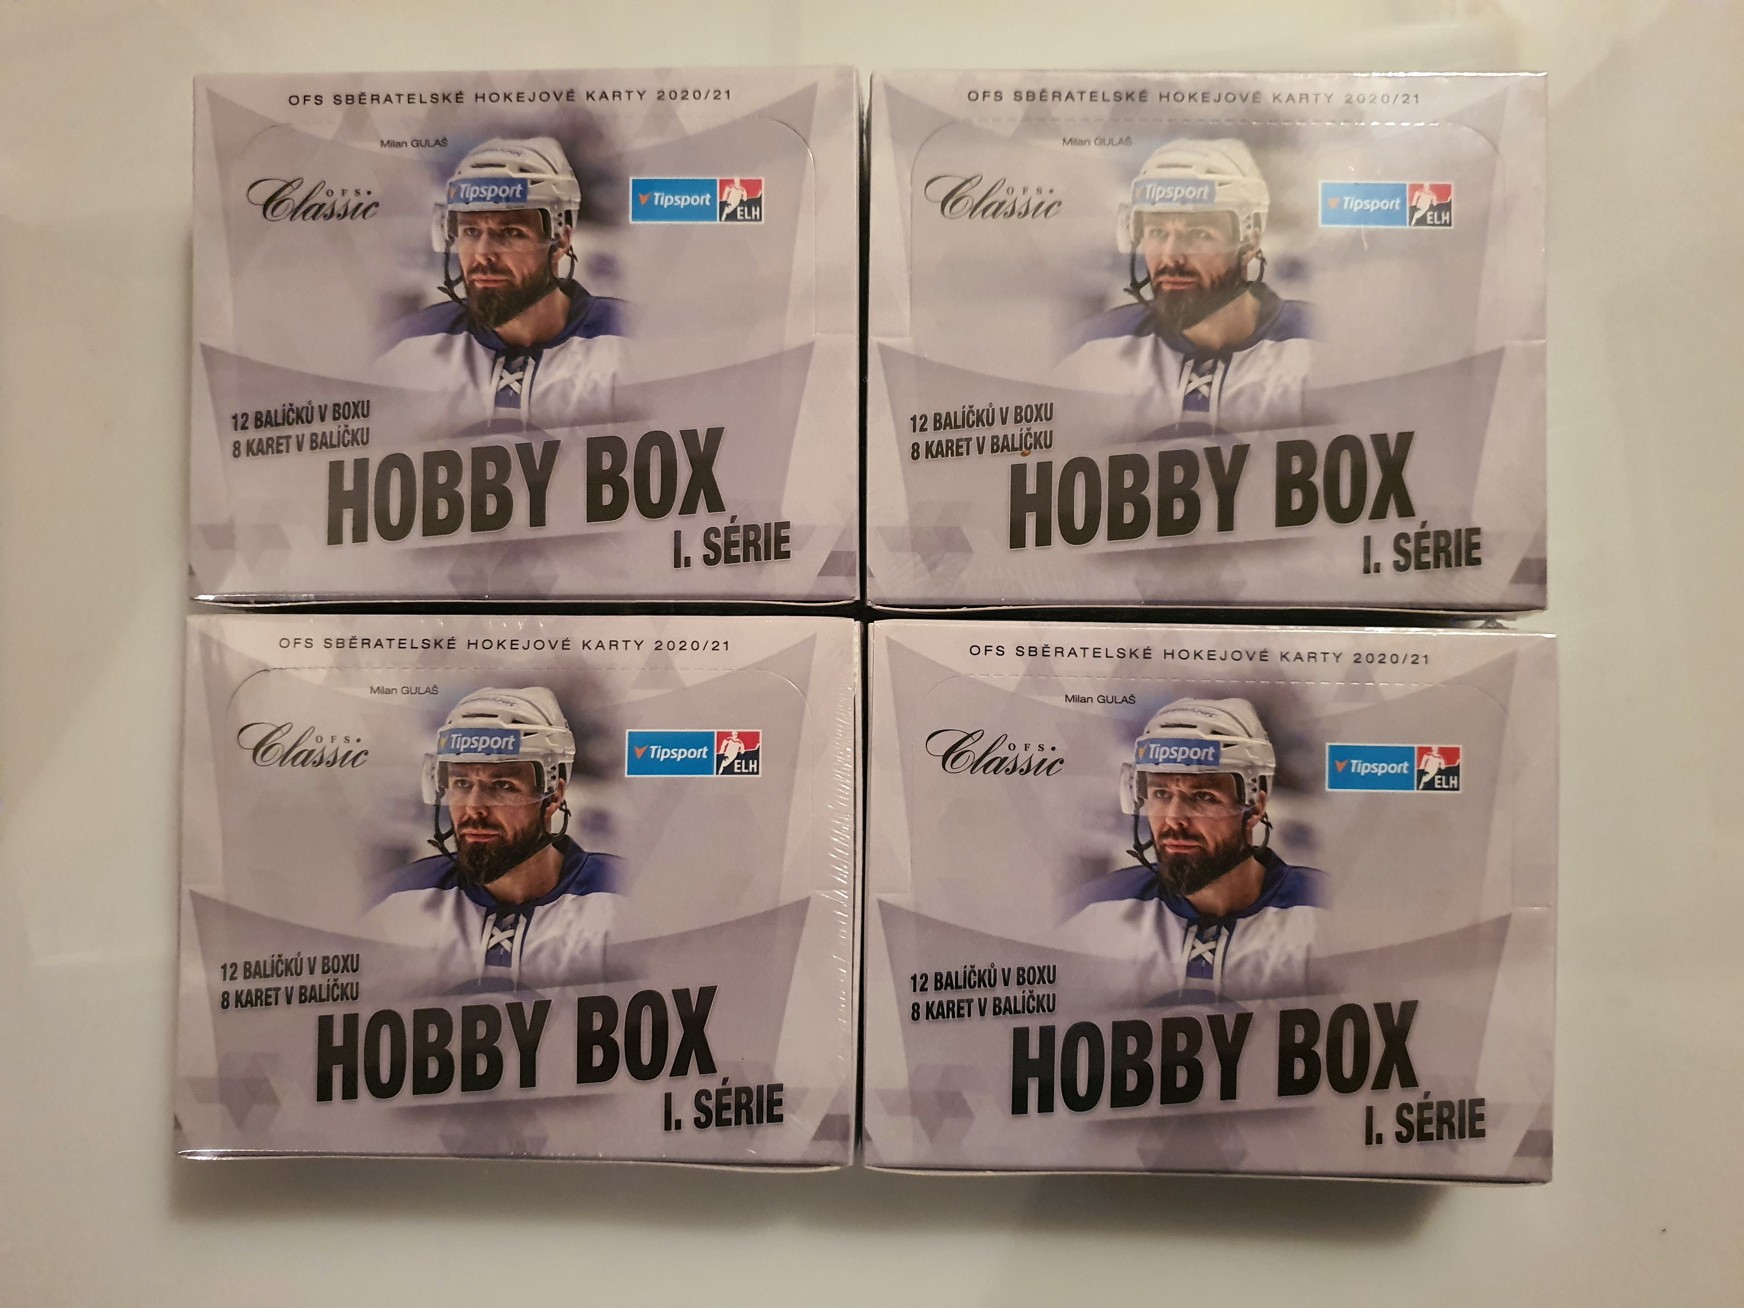 OFS SBĚRATELSKÉ HOKEJOVÉ KARTY 2020/21
Milan GULAŠ
OFS
Classic
Tipsport
Tipsport
ELH
12 BALÍČKŮ V BOXU
8 KARET V BALÍČKU
HOBBY BOX
I. SÉRIE
OFS SBĚRATELSKÉ HOKEJOVÉ KARTY 2020/21
Milan GULAŠ
OFS
Classic
Tipsport
Tipsport
ELH
12 BALÍČKŮ V BOXU
8 KARET V BALÍČKU
HOBBY BOX
I. SÉRIE
OFS SBĚRATELSKÉ HOKEJOVÉ KARTY 2020/21
Milan GULAŠ
OFS
Classic
Tipsport
Tipsport
ELH
12 BALÍČKŮ V BOXU
8 KARET V BALÍČKU
HOBBY BOX
I. SÉRIE
OFS SBĚRATELSKÉ HOKEJOVÉ KARTY 2020/21
Milan GULAŠ
OFS
Classic
Tipsport
Tipsport
ELH
12 BALÍČKŮ V BOXU
8 KARET V BALÍČKU
HOBBY BOX
I. SÉRIE